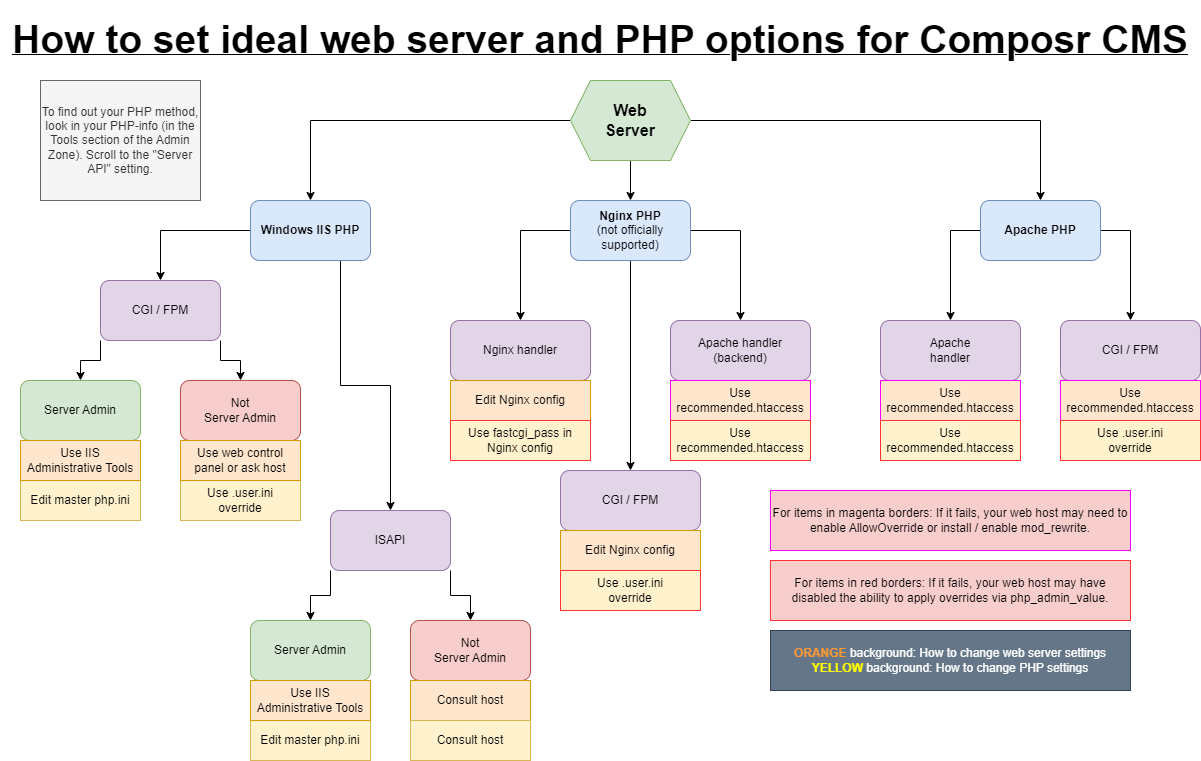 How to set ideal web server and PHP options for Composr CMS
To find out your PHP method,
look in your PHP-info (in the
Tools section of the Admin
Zone). Scroll to the "Server
API" setting.
Web
Server
Windows IIS PHP
Nginx PHP
(not officially
supported)
Apache PHP
CGI / FPM
Server Admin
Use IIS
Administrative Tools
Edit master php.ini
Not
Server Admin
Use web control
panel or ask host
Use .user.ini
override
ISAPI
Server Admin
Use IIS
Administrative Tools
Edit master php.ini
Not
Server Admin
Consult host
Consult host
Nginx handler
Edit Nginx config
Use fastcgi_pass in
Nginx config
CGI / FPM
Edit Nginx config
Use .user.ini
override
Apache handler
(backend)
Use
recommended.htaccess
Use
recommended.htaccess
Apache
handler
Use
recommended.htaccess
Use
recommended.htaccess
CGI / FPM
Use
recommended.htaccess
Use .user.ini
override
For items in magenta borders: If it fails, your web host may need to
enable AllowOverride or install / enable mod_rewrite.
For items in red borders: If it fails, your web host may have
disabled the ability to apply overrides via php_admin_value.
ORANGE background: How to change web server settings
YELLOW background: How to change PHP settings